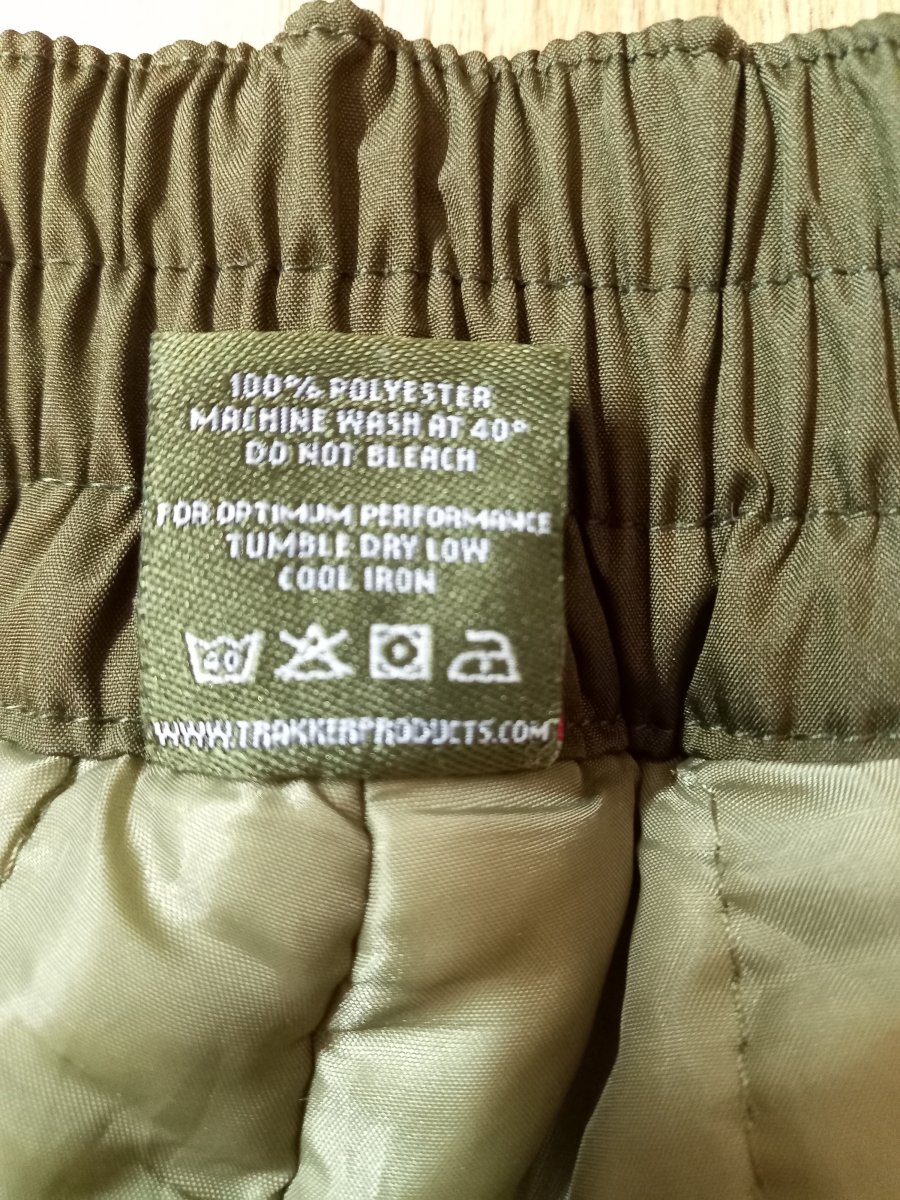 100% POLYESTER
MACHINE WASH AT 40°
DO NOT BLEACH
FOR OPTIMUM PERFORMANCE
TUMBLE DRY LOW
COOL IRON
40
WWW.TRAKKERPRODUCTS.COM